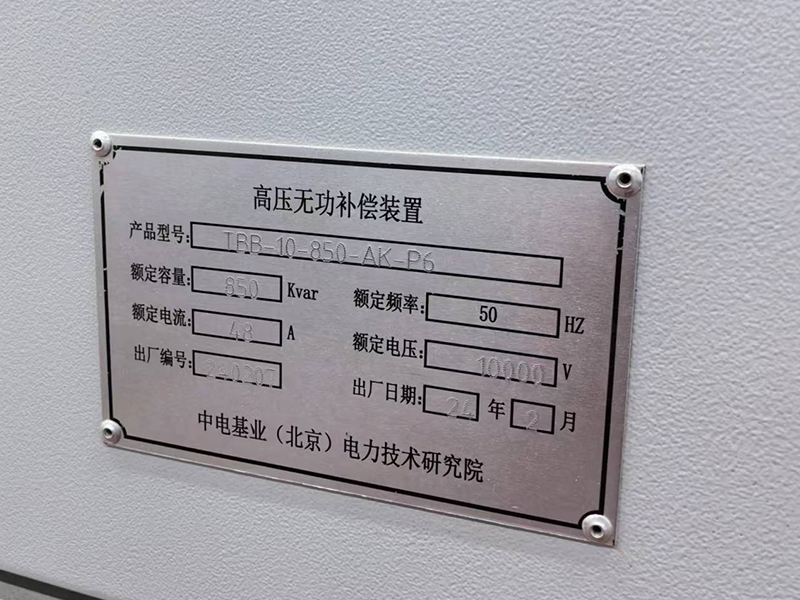 高压无功补偿装置
产品型号: TBB-10-850-AK-P6
额定容量: 850 Kvar 额定频率: 50 HZ
额定电流: 48 A 额定电压: 10000 V
出厂编号: 240207 出厂日期: 24 年 2 月
中电基业（北京）电力技术研究院